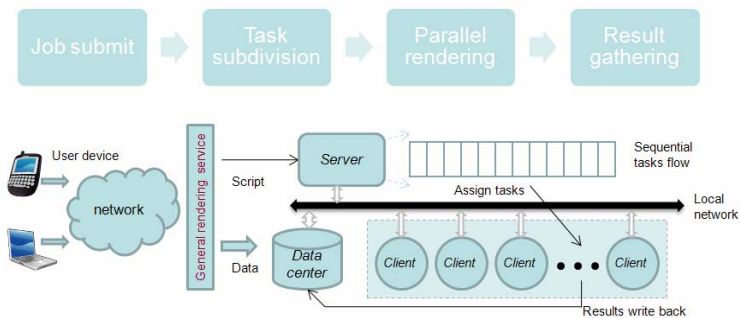 Job submit
Task
subdivision
Parallel
rendering
Result
gathering
User device
network
General rendering service
Script
Data
Server
Sequential
tasks flow
Assign tasks
Local
network
Data
center
Client
Client
Client
Client
Results write back